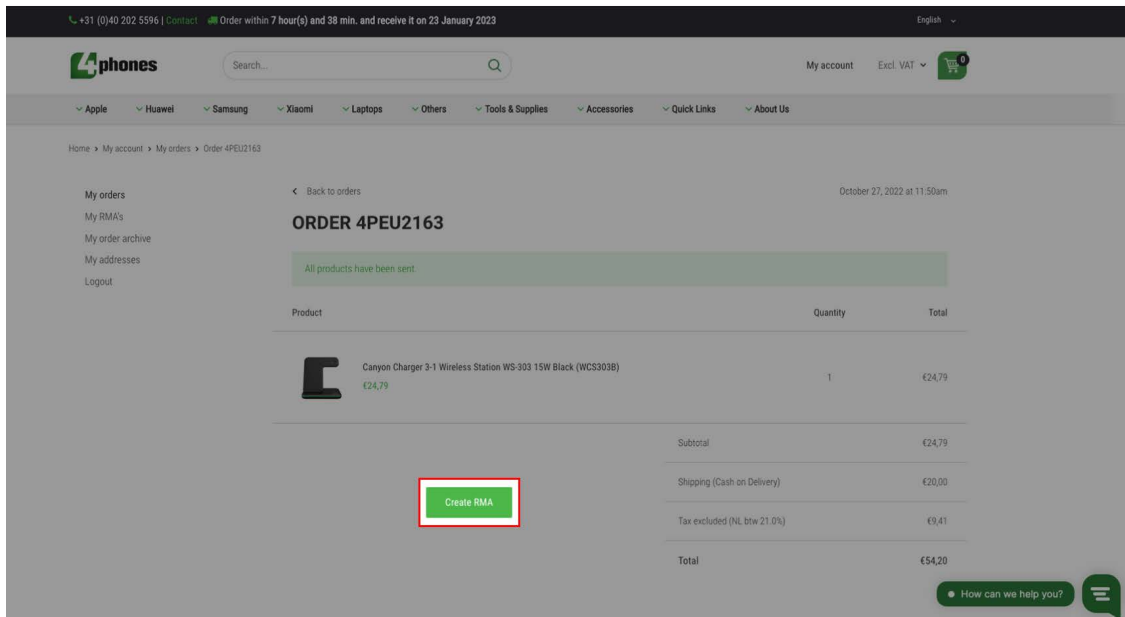 +31 (0)40 202 5596 | Contact Order within 7 hour(s) and 38 min. and receive it on 23 January 2023 English
4phones Search... My account Excl. VAT 0
Apple Huawei Samsung Xiaomi Laptops Others Tools & Supplies Accessories Quick Links About Us
Home > My account > My orders > Order 4PEU2163
My orders
My RMA's
My order archive
My addresses
Logout
< Back to orders October 27, 2022 at 11:50am
ORDER 4PEU2163
All products have been sent.
Product Quantity Total
Canyon Charger 3-1 Wireless Station WS-303 15W Black (WCS303B)
€24,79 1 €24,79
Subtotal €24,79
Shipping (Cash on Delivery) €20,00
Create RMA
Tax excluded (NL btw 21.0%) €9,41
Total €54,20
How can we help you?